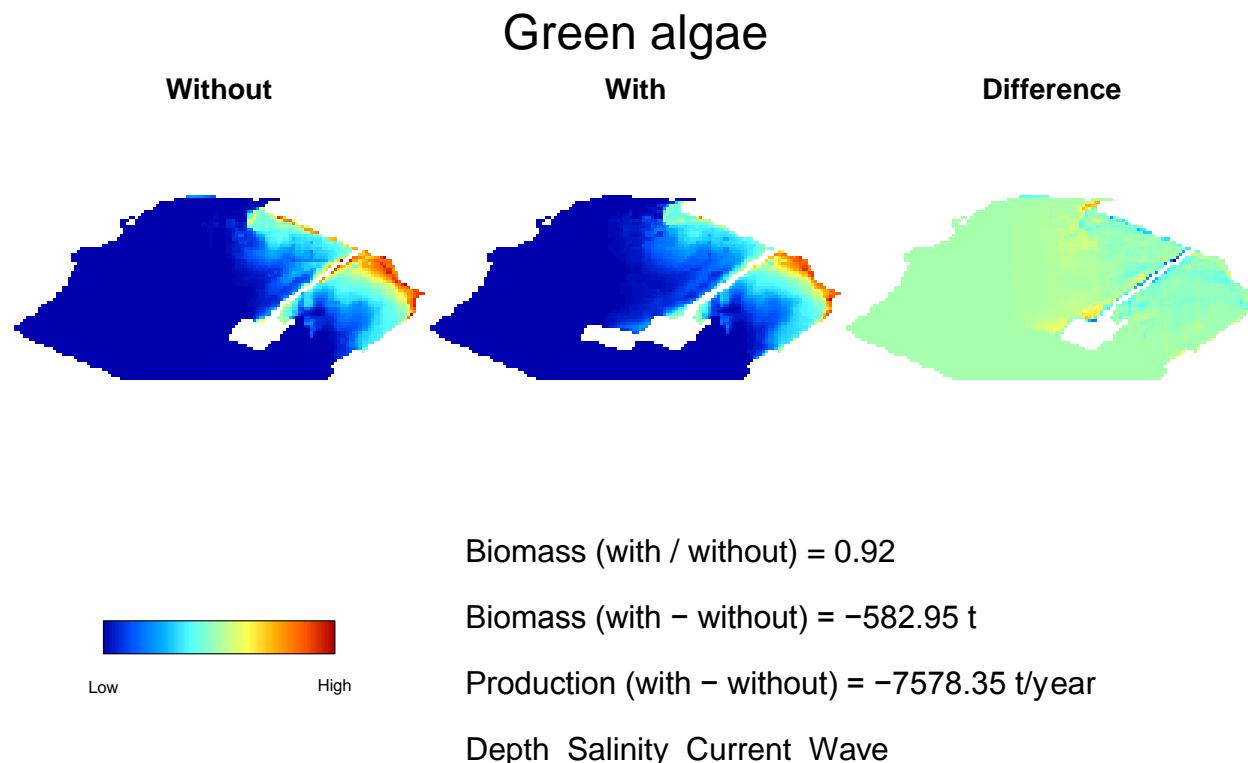 Green algae
Without With Difference
Biomass (with / without) = 0.92
Biomass (with − without) = −582.95 t
Low High
Production (with − without) = −7578.35 t/year
Depth Salinity Current Wave